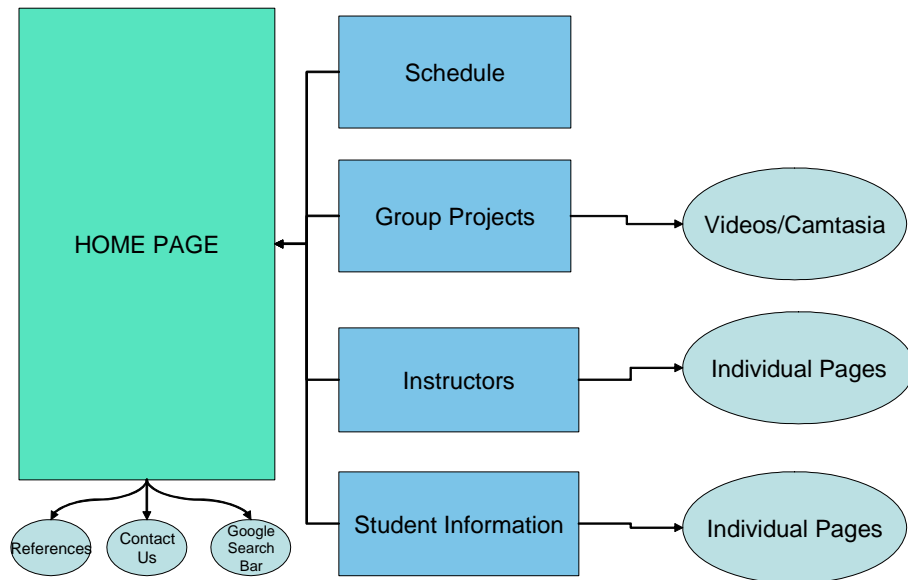 HOME PAGE
Schedule
Group Projects
Videos/Camtasia
Instructors
Individual Pages
Student Information
Individual Pages
References
Contact
Us
Google
Search
Bar